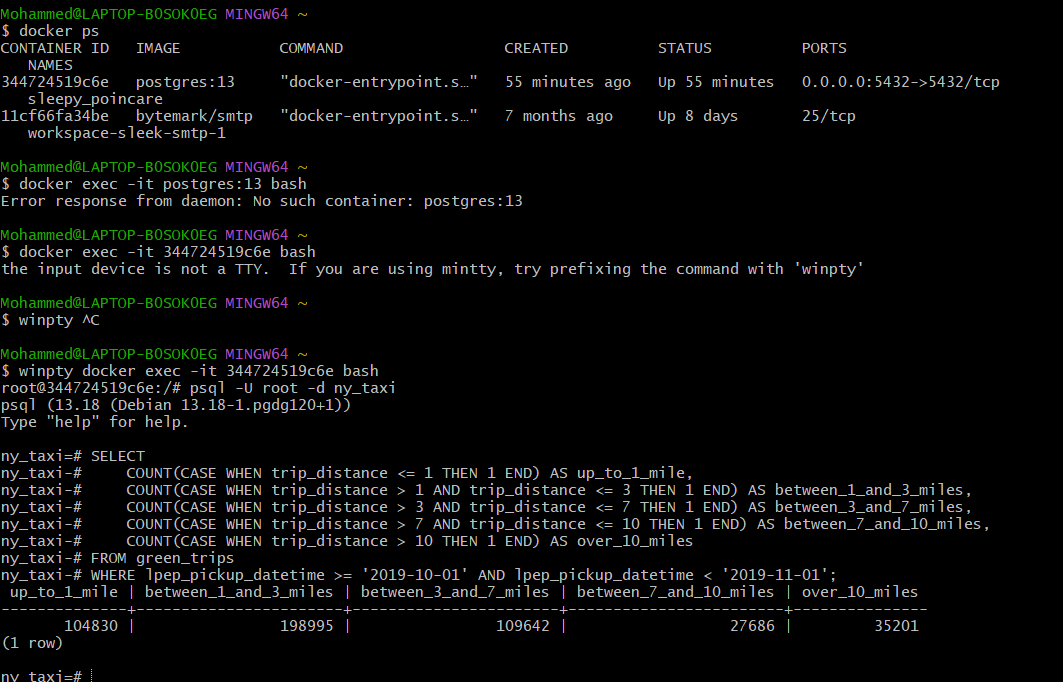 Mohammed@LAPTOP-B0SOK0EG MINGW64 ~
$ docker ps
CONTAINER ID   IMAGE           COMMAND                  CREATED          STATUS          PORTS
   NAMES
344724519c6e   postgres:13     "docker-entrypoint.s…"   55 minutes ago   Up 55 minutes   0.0.0.0:5432->5432/tcp
   sleepy_poincare
11cf66fa34be   bytemark/smtp   "docker-entrypoint.s…"   7 months ago     Up 8 days       25/tcp
   workspace-sleek-smtp-1
Mohammed@LAPTOP-B0SOK0EG MINGW64 ~
$ docker exec -it postgres:13 bash
Error response from daemon: No such container: postgres:13
Mohammed@LAPTOP-B0SOK0EG MINGW64 ~
$ docker exec -it 344724519c6e bash
the input device is not a TTY.  If you are using mintty, try prefixing the command with 'winpty'
Mohammed@LAPTOP-B0SOK0EG MINGW64 ~
$ winpty ^C
Mohammed@LAPTOP-B0SOK0EG MINGW64 ~
$ winpty docker exec -it 344724519c6e bash
root@344724519c6e:/# psql -U root -d ny_taxi
psql (13.18 (Debian 13.18-1.pgdg120+1))
Type "help" for help.
ny_taxi=# SELECT
ny_taxi-#     COUNT(CASE WHEN trip_distance <= 1 THEN 1 END) AS up_to_1_mile,
ny_taxi-#     COUNT(CASE WHEN trip_distance > 1 AND trip_distance <= 3 THEN 1 END) AS between_1_and_3_miles,
ny_taxi-#     COUNT(CASE WHEN trip_distance > 3 AND trip_distance <= 7 THEN 1 END) AS between_3_and_7_miles,
ny_taxi-#     COUNT(CASE WHEN trip_distance > 7 AND trip_distance <= 10 THEN 1 END) AS between_7_and_10_miles,
ny_taxi-#     COUNT(CASE WHEN trip_distance > 10 THEN 1 END) AS over_10_miles
ny_taxi-# FROM green_trips
ny_taxi-# WHERE lpep_pickup_datetime >= '2019-10-01' AND lpep_pickup_datetime < '2019-11-01';
 up_to_1_mile | between_1_and_3_miles | between_3_and_7_miles | between_7_and_10_miles | over_10_miles
--------------+-----------------------+-----------------------+------------------------+---------------
       104830 |                198995 |                109642 |                  27686 |         35201
(1 row)
ny_taxi=#